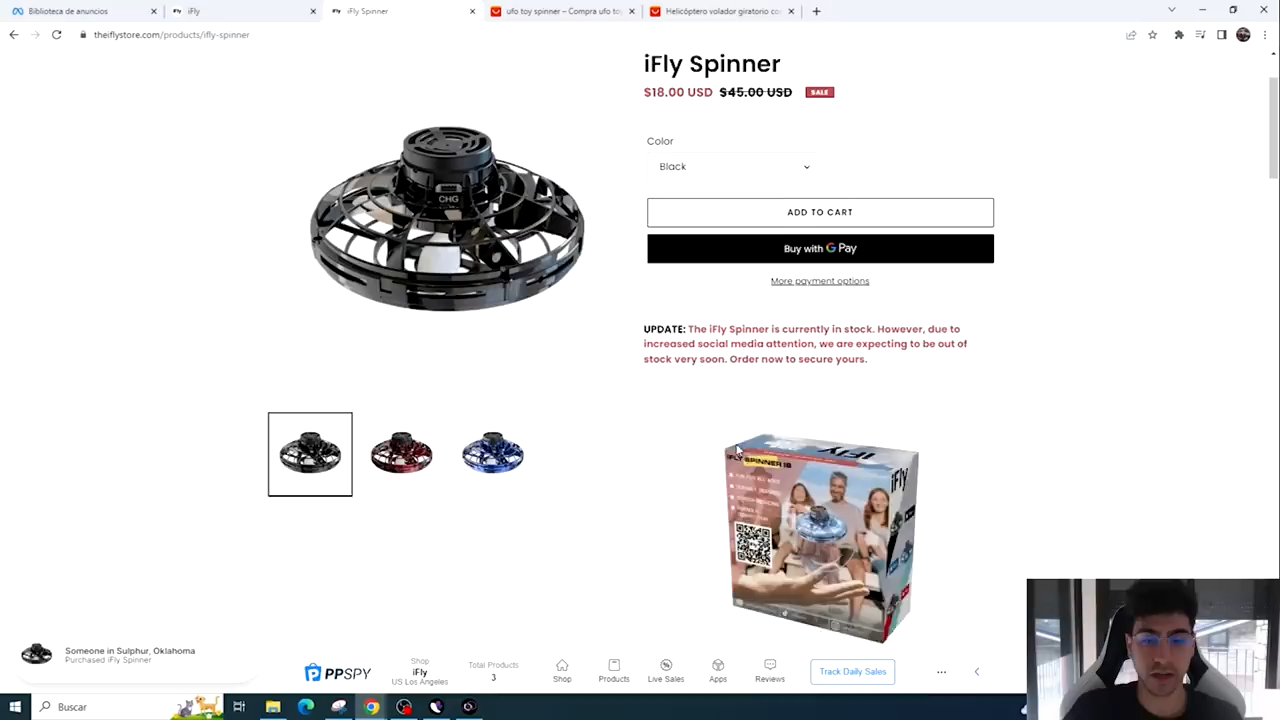 Biblioteca de anuncios
iFly
iFly Spinner
ufo toy spinner – Compra ufo to
Helicóptero volador giratorio co
theiflystore.com/products/ifly-spinner
iFly Spinner
$18.00 USD $45.00 USD SALE
Color
Black
ADD TO CART
Buy with G Pay
More payment options
UPDATE: The iFly Spinner is currently in stock. However, due to
increased social media attention, we are expecting to be out of
stock very soon. Order now to secure yours.
CHG
iFly
IFLY SPINNER
iFly
Someone in Sulphur, Oklahoma
Purchased iFly Spinner
PPSPY
Shop
iFly
US Los Angeles
Total Products
3
Shop
Products
Live Sales
Apps
Reviews
Track Daily Sales
Buscar